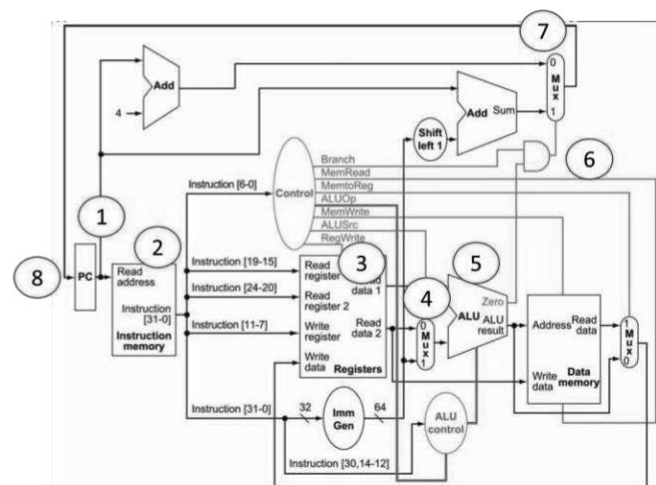 7
0
Mux
1
Add
4
Add Sum
Shift
left 1
6
Branch
MemRead
MemtoReg
ALUOp
MemWrite
ALUSrc
RegWrite
Control
Instruction [6-0]
1
2
8
PC
Read
address
Instruction
[31-0]
Instruction
memory
Instruction [19-15]
Instruction [24-20]
Instruction [11-7]
3
Read
register
data 1
Read
register 2
Write
register
Read
data 2
Write
data
Registers
4
0
Mux
1
5
Zero
ALU
ALU
result
Address
Read
data
Write
data
Data
memory
1
Mux
0
Instruction [31-0]
32
Imm
Gen
64
ALU
control
Instruction [30,14-12]